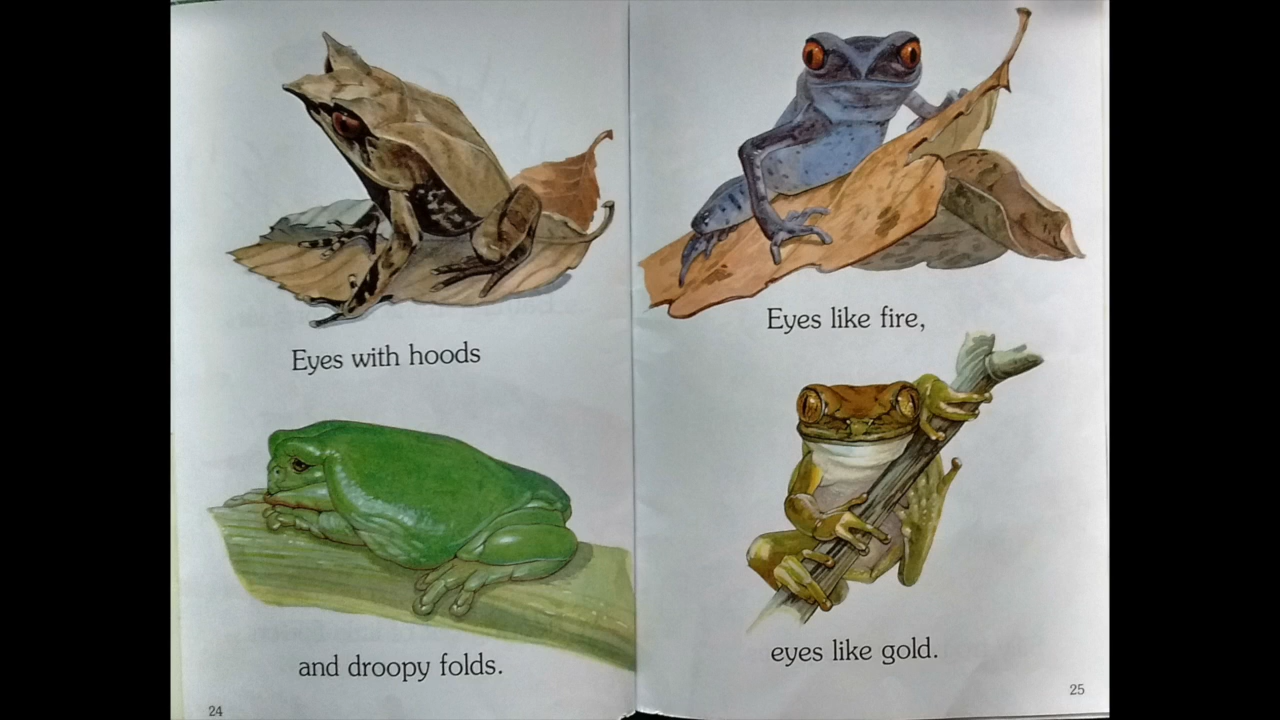 Eyes with hoods
and droopy folds.
24
Eyes like fire,
eyes like gold.
25